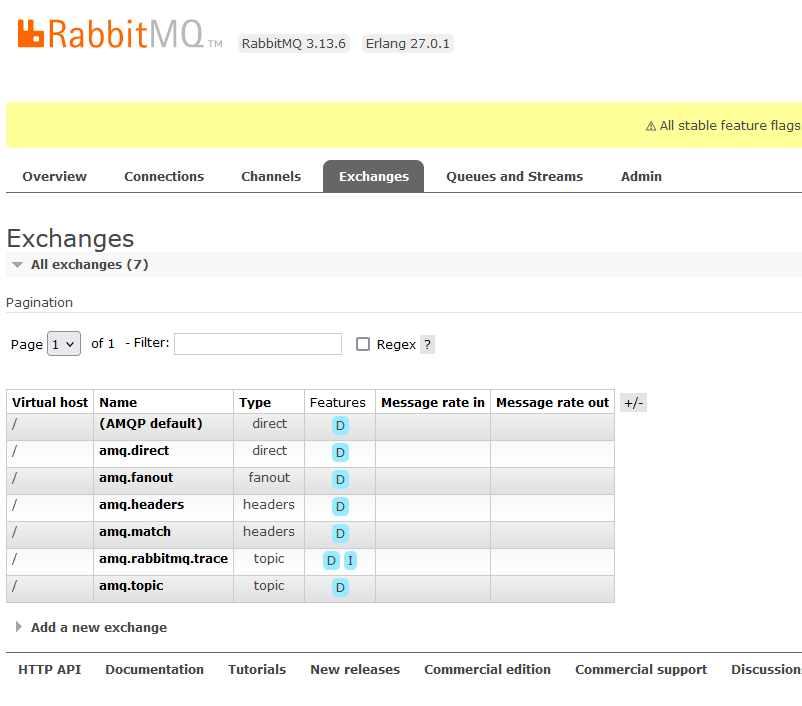 RabbitMQ TM RabbitMQ 3.13.6 Erlang 27.0.1
⚠ All stable feature flags
Overview Connections Channels Exchanges Queues and Streams Admin
Exchanges
All exchanges (7)
Pagination
Page 1 of 1 - Filter: Regex ?
Virtual host Name Type Features Message rate in Message rate out +/-
/ (AMQP default) direct D
/ amq.direct direct D
/ amq.fanout fanout D
/ amq.headers headers D
/ amq.match headers D
/ amq.rabbitmq.trace topic D I
/ amq.topic topic D
Add a new exchange
HTTP API Documentation Tutorials New releases Commercial edition Commercial support Discussion